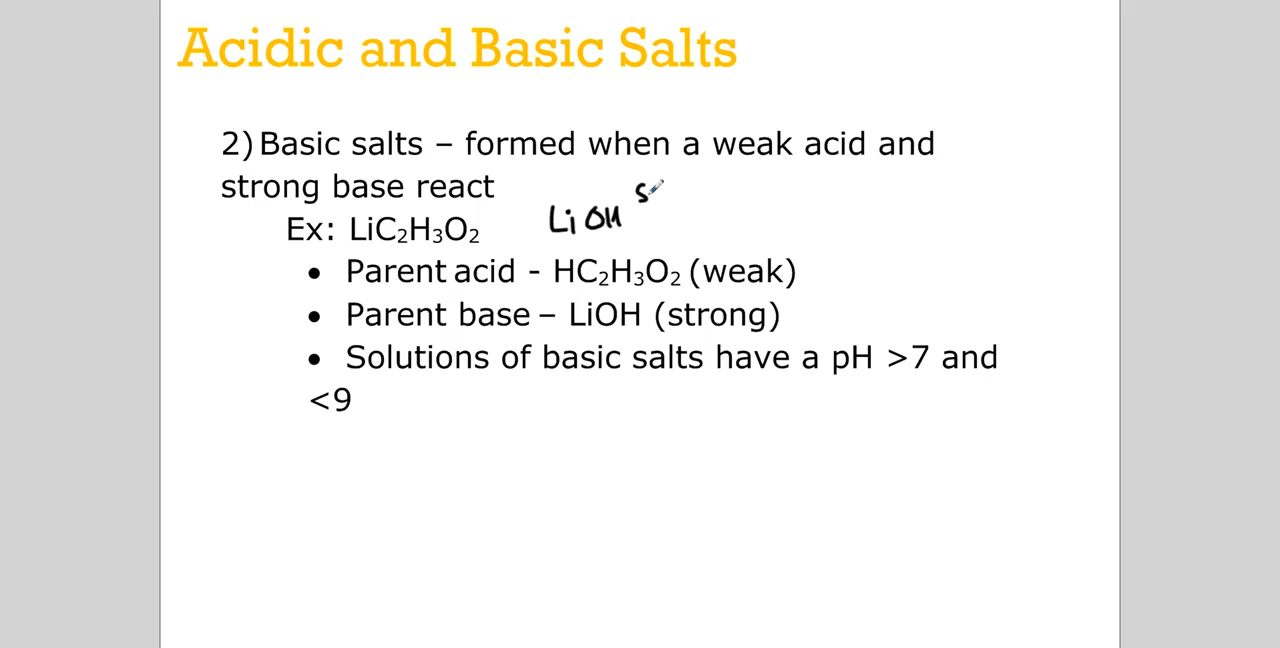 Acidic and Basic Salts
2) Basic salts – formed when a weak acid and
strong base react
S
Li OH
Ex: LiC₂H₃O₂
• Parent acid - HC₂H₃O₂ (weak)
• Parent base – LiOH (strong)
• Solutions of basic salts have a pH >7 and
<9